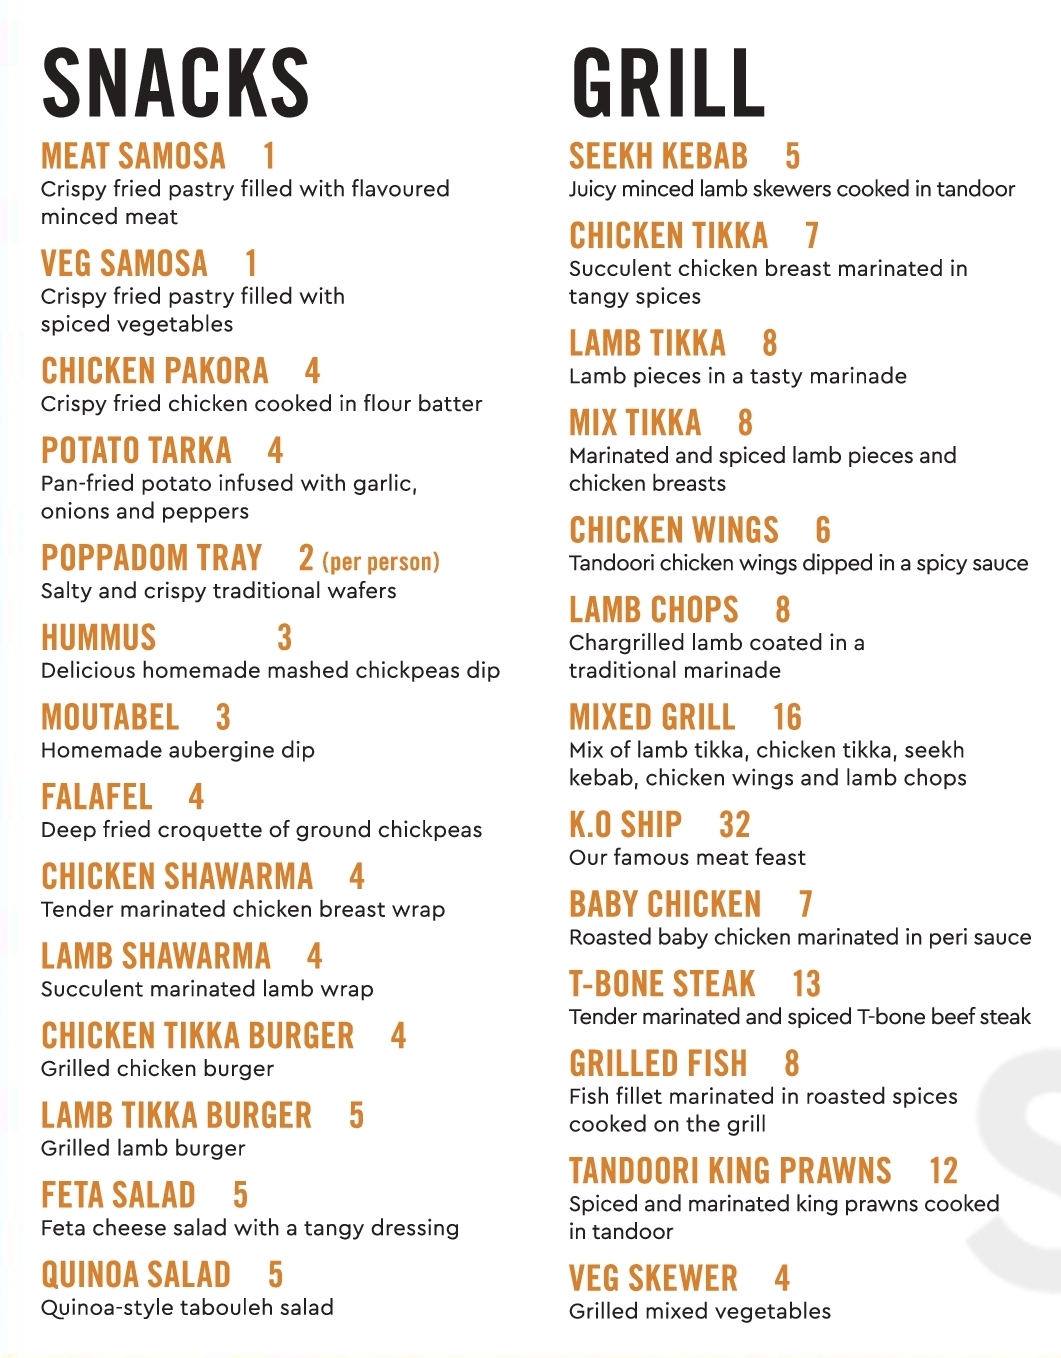 SNACKS
MEAT SAMOSA 1
Crispy fried pastry filled with flavoured
minced meat
VEG SAMOSA 1
Crispy fried pastry filled with
spiced vegetables
CHICKEN PAKORA 4
Crispy fried chicken cooked in flour batter
POTATO TARKA 4
Pan-fried potato infused with garlic,
onions and peppers
POPPADOM TRAY 2 (per person)
Salty and crispy traditional wafers
HUMMUS 3
Delicious homemade mashed chickpeas dip
MOUTABEL 3
Homemade aubergine dip
FALAFEL 4
Deep fried croquette of ground chickpeas
CHICKEN SHAWARMA 4
Tender marinated chicken breast wrap
LAMB SHAWARMA 4
Succulent marinated lamb wrap
CHICKEN TIKKA BURGER 4
Grilled chicken burger
LAMB TIKKA BURGER 5
Grilled lamb burger
FETA SALAD 5
Feta cheese salad with a tangy dressing
QUINOA SALAD 5
Quinoa-style tabouleh salad
GRILL
SEEKH KEBAB 5
Juicy minced lamb skewers cooked in tandoor
CHICKEN TIKKA 7
Succulent chicken breast marinated in
tangy spices
LAMB TIKKA 8
Lamb pieces in a tasty marinade
MIX TIKKA 8
Marinated and spiced lamb pieces and
chicken breasts
CHICKEN WINGS 6
Tandoori chicken wings dipped in a spicy sauce
LAMB CHOPS 8
Chargrilled lamb coated in a
traditional marinade
MIXED GRILL 16
Mix of lamb tikka, chicken tikka, seekh
kebab, chicken wings and lamb chops
K.O SHIP 32
Our famous meat feast
BABY CHICKEN 7
Roasted baby chicken marinated in peri sauce
T-BONE STEAK 13
Tender marinated and spiced T-bone beef steak
GRILLED FISH 8
Fish fillet marinated in roasted spices
cooked on the grill
TANDOORI KING PRAWNS 12
Spiced and marinated king prawns cooked
in tandoor
VEG SKEWER 4
Grilled mixed vegetables